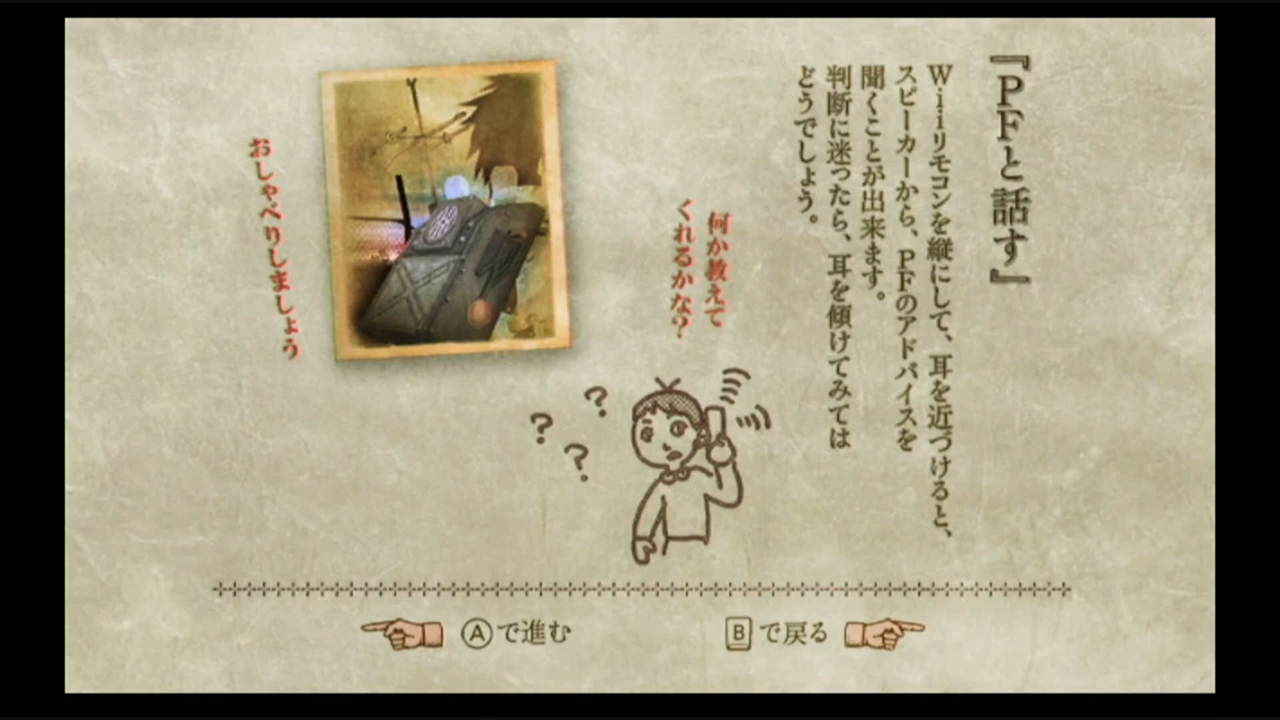 『PFと話す』
Wiiリモコンを縦にして、耳を近づけると、
スピーカーから、PFのアドバイスを
聞くことが出来ます。
判断に迷ったら、耳を傾けてみては
どうでしょう。
何か教えて
くれるかな？
おしゃべりしましょう
？
？
？
Aで進む
Bで戻る